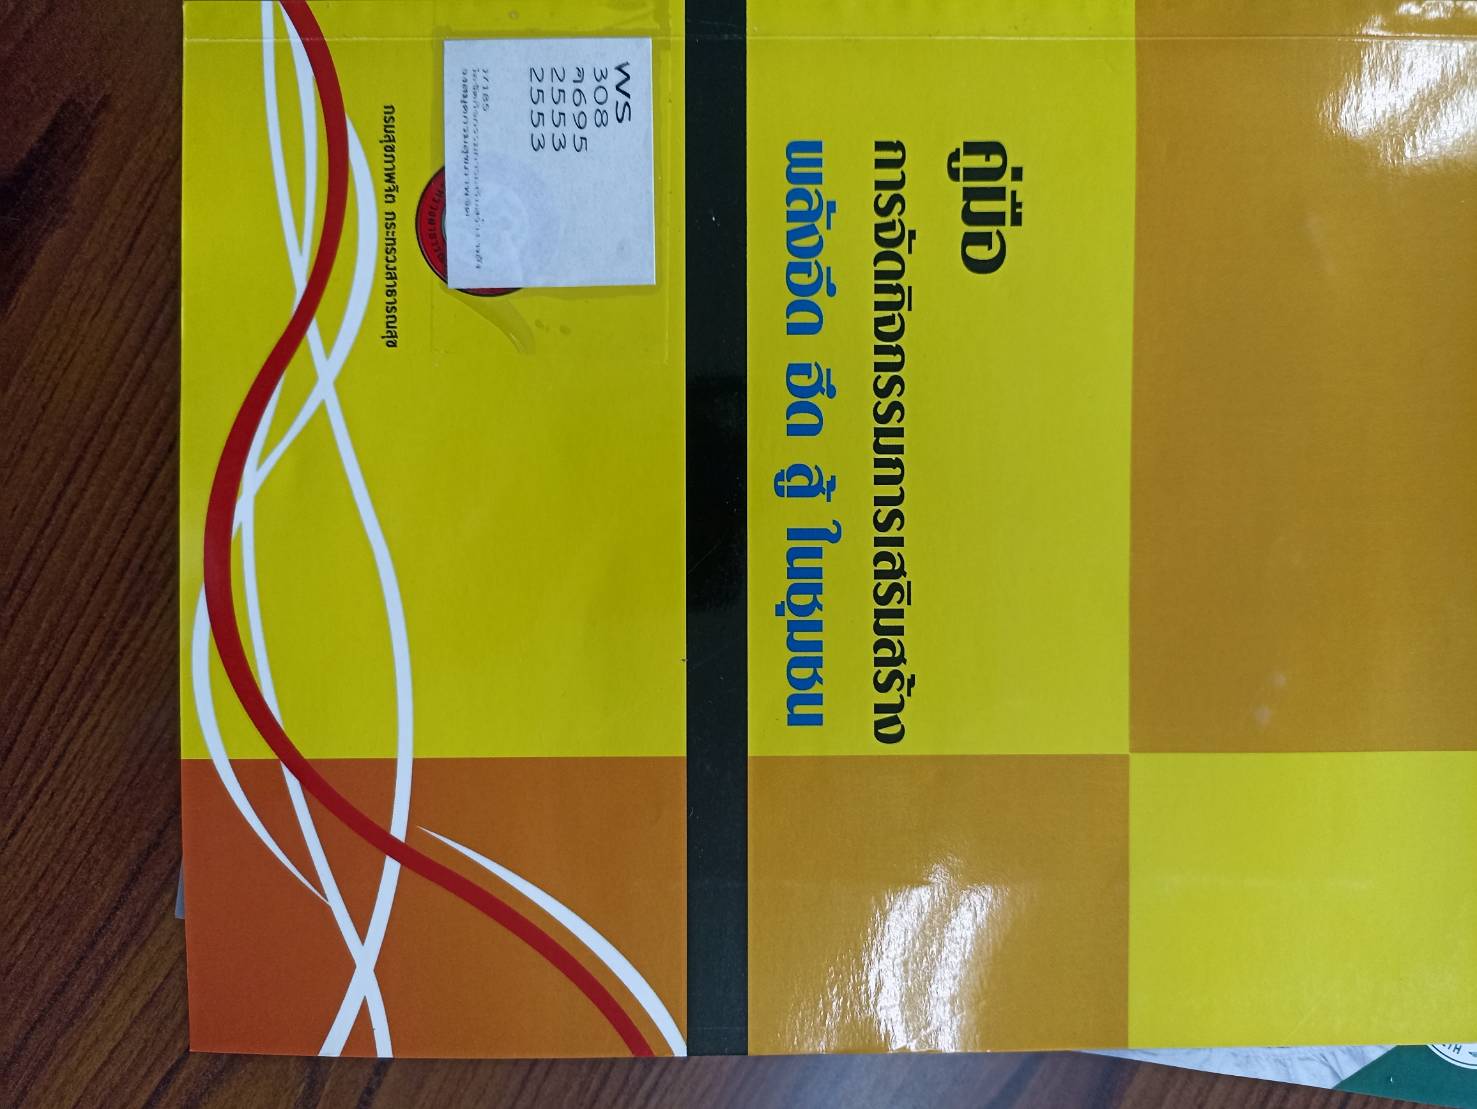 คู่มือ
การจัดกิจกรรมการเสริมสร้าง
พลังอึด ฮึด สู้ ในชุมชน
WS
308
ค695
2553
2553
กรมสุขภาพจิต กระทรวงสาธารณสุข